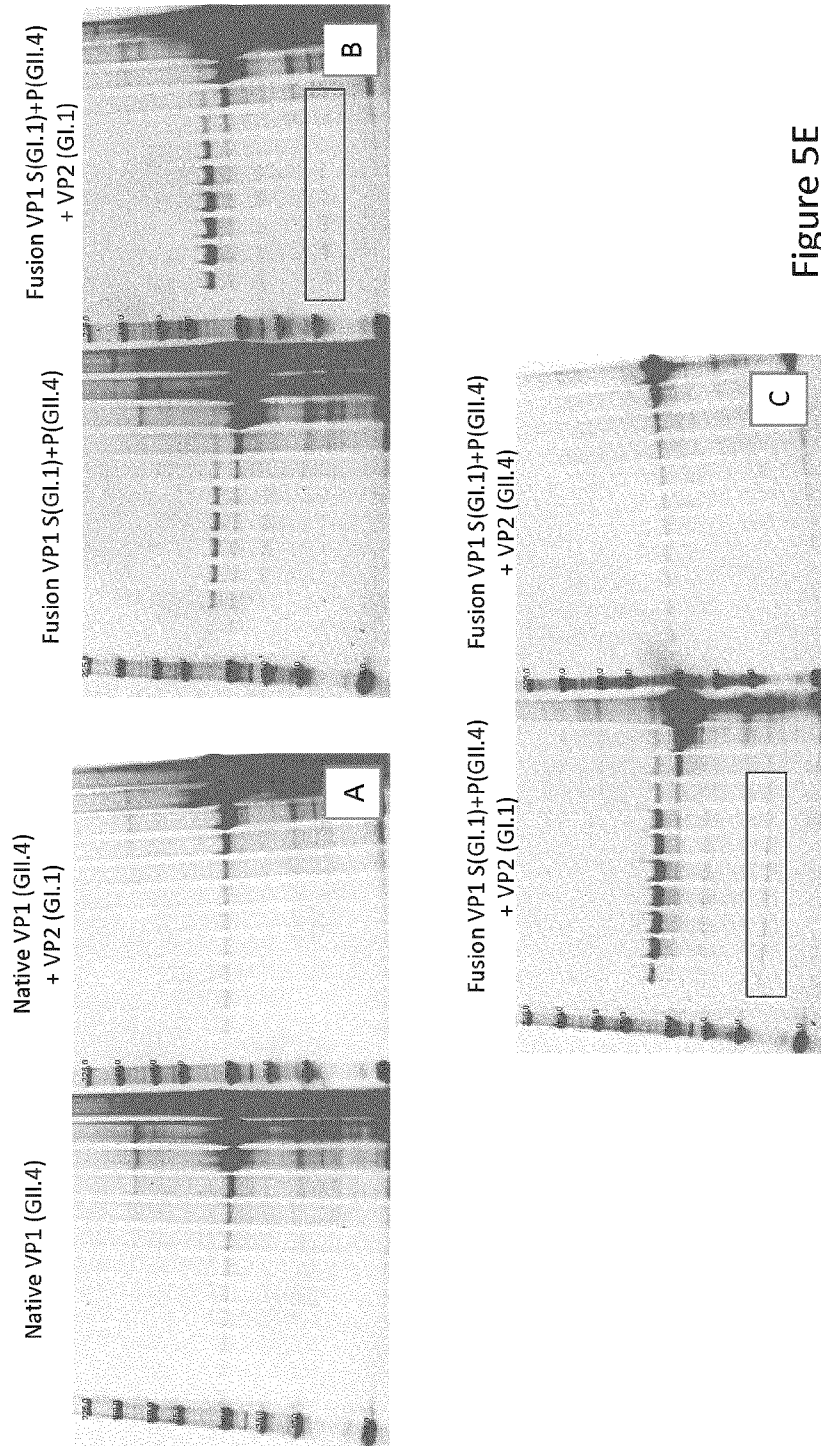 Native VP1 (GII.4)
Native VP1 (GII.4)
+ VP2 (GI.1)
A
Fusion VP1 S(GI.1)+P(GII.4)
Fusion VP1 S(GI.1)+P(GII.4)
+ VP2 (GI.1)
B
Fusion VP1 S(GI.1)+P(GII.4)
+ VP2 (GI.1)
Fusion VP1 S(GI.1)+P(GII.4)
+ VP2 (GII.4)
C
Figure 5E